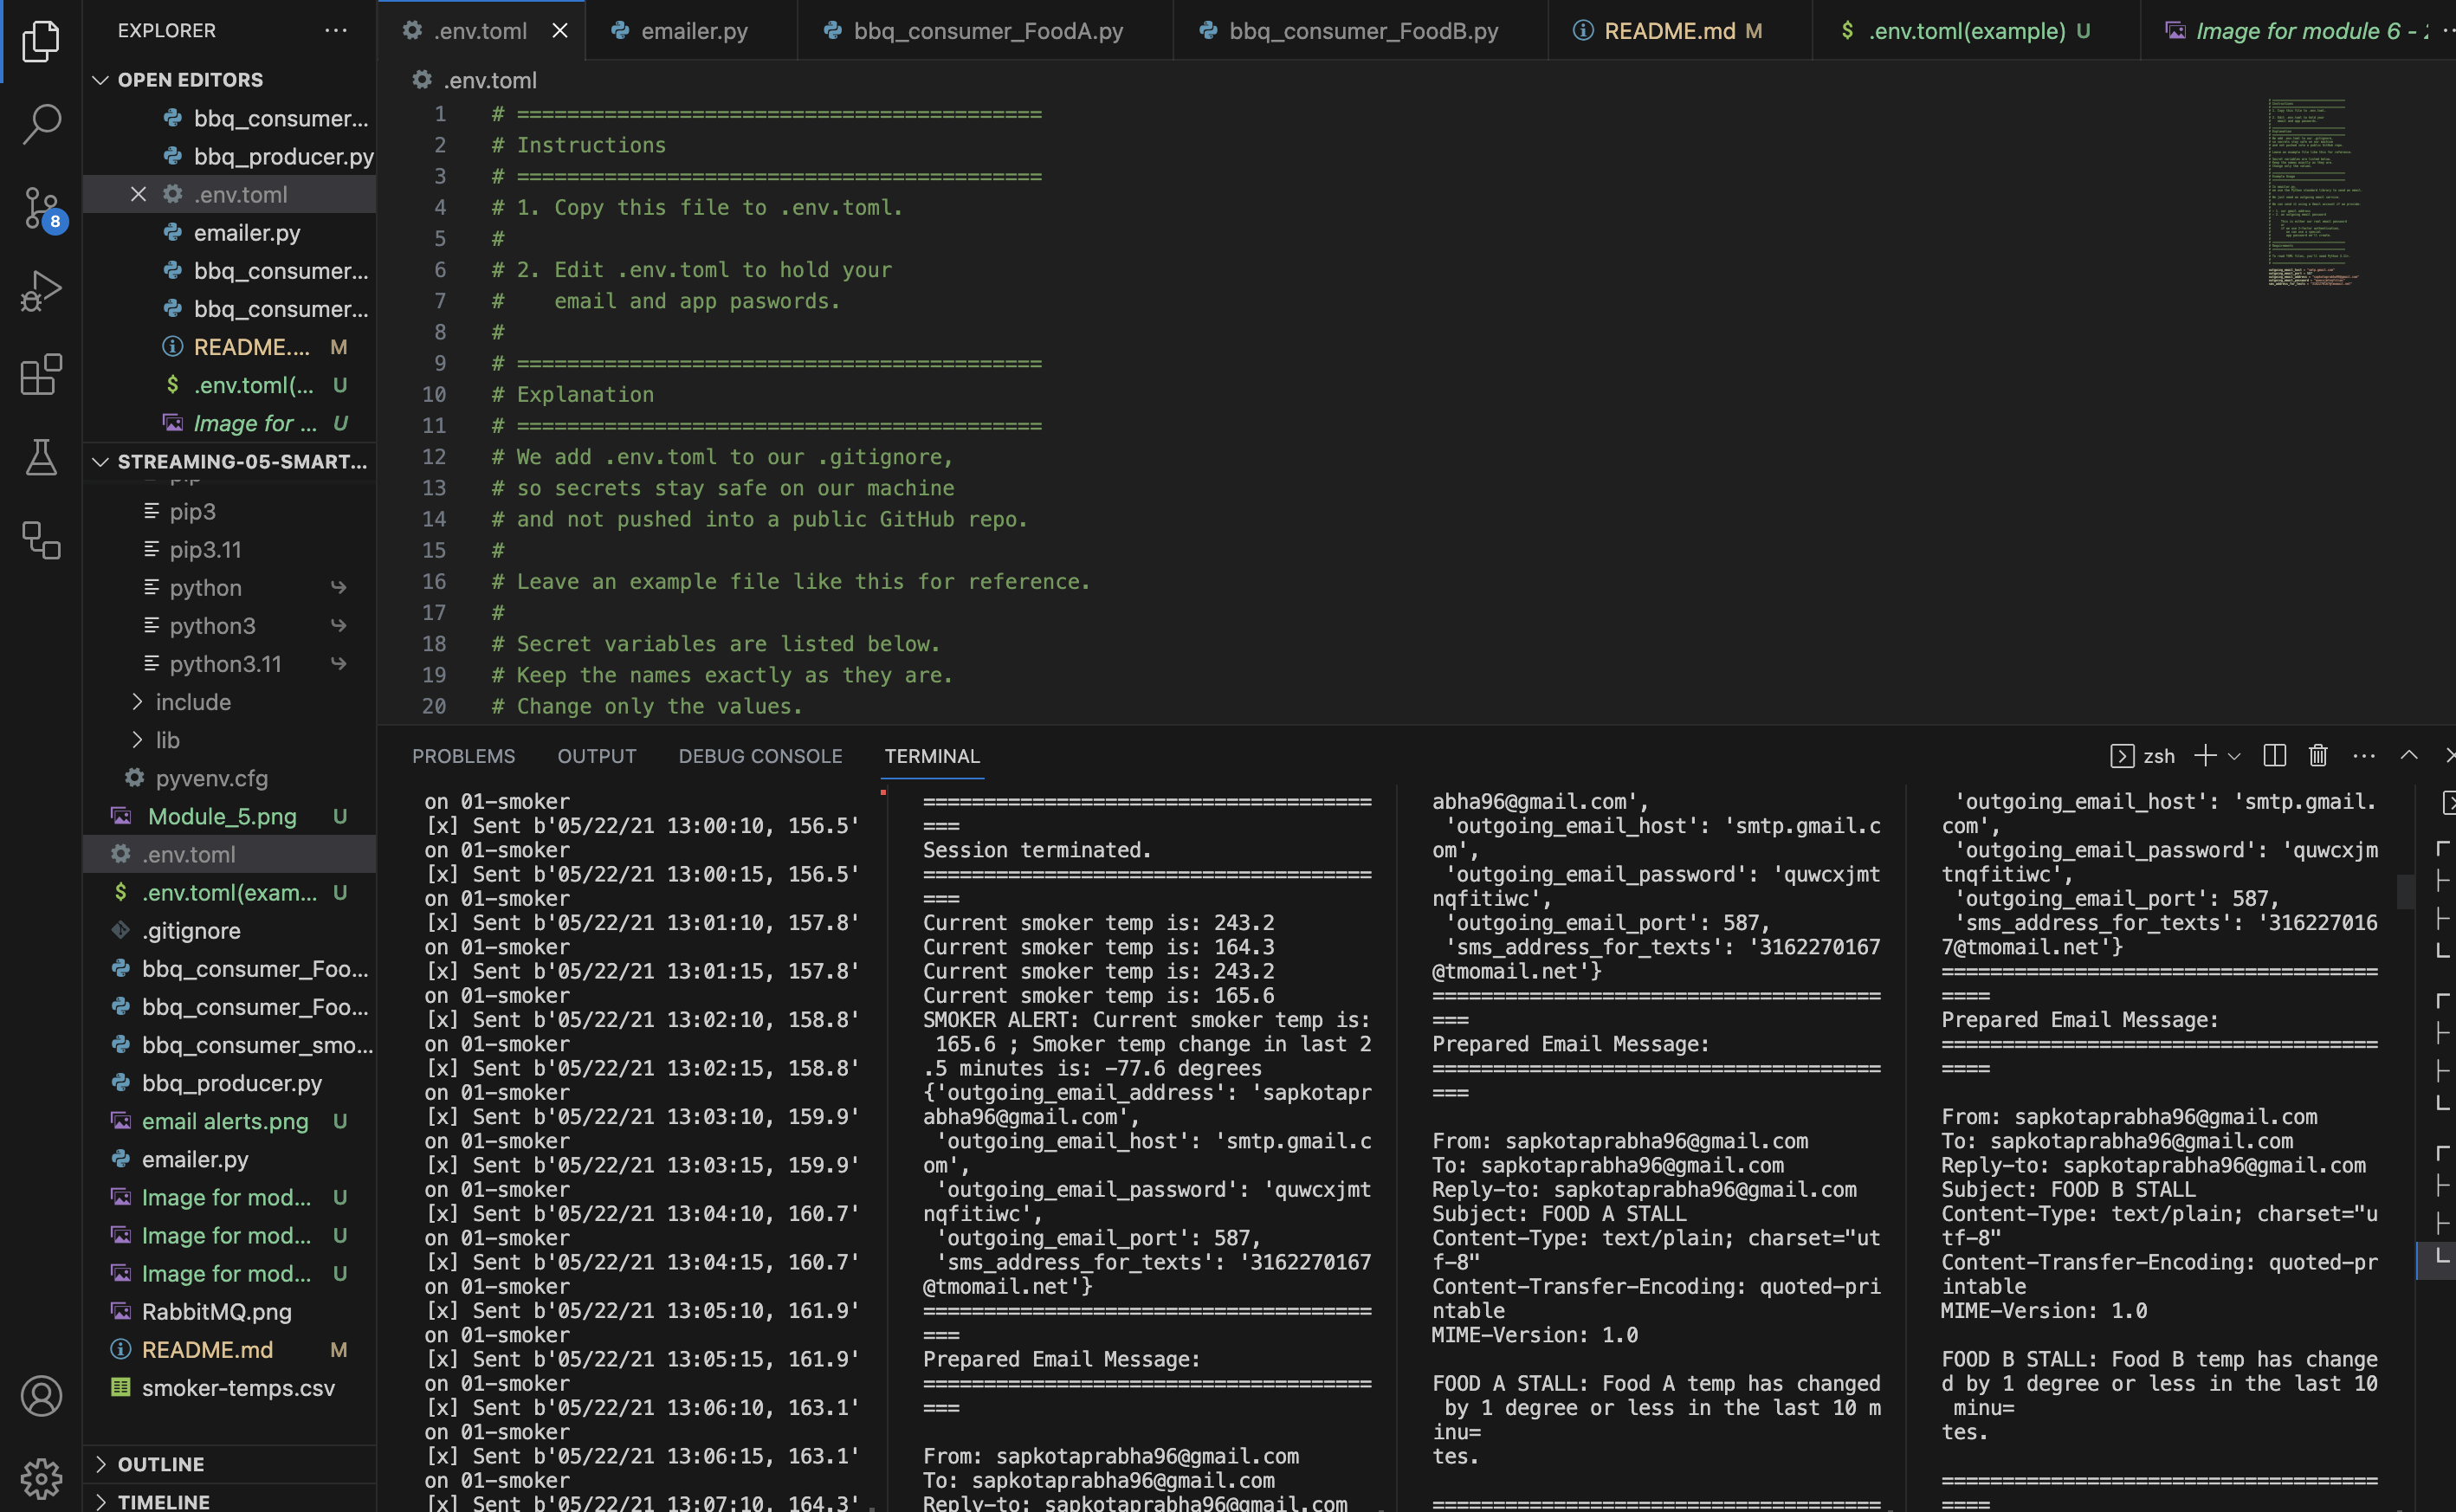 EXPLORER
OPEN EDITORS
bbq_consumer...
bbq_producer.py
.env.toml
emailer.py
bbq_consumer...
bbq_consumer...
README.... M
$ .env.toml(... U
Image for ... U
STREAMING-05-SMART...
pip
pip3
pip3.11
python
python3
python3.11
include
lib
pyvenv.cfg
Module_5.png U
.env.toml
$ .env.toml(exam... U
.gitignore
bbq_consumer_Foo...
bbq_consumer_Foo...
bbq_consumer_smo...
bbq_producer.py
email alerts.png U
emailer.py
Image for mod... U
Image for mod... U
Image for mod... U
RabbitMQ.png
README.md M
smoker-temps.csv
OUTLINE
TIMELINE
8
.env.toml
emailer.py
bbq_consumer_FoodA.py
bbq_consumer_FoodB.py
README.md M
$ .env.toml(example) U
Image for module 6 -
.env.toml
1 # ==========================================
2 # Instructions
3 # ==========================================
4 # 1. Copy this file to .env.toml.
5 #
6 # 2. Edit .env.toml to hold your
7 #    email and app paswords.
8 #
9 # ==========================================
10 # Explanation
11 # ==========================================
12 # We add .env.toml to our .gitignore,
13 # so secrets stay safe on our machine
14 # and not pushed into a public GitHub repo.
15 #
16 # Leave an example file like this for reference.
17 #
18 # Secret variables are listed below.
19 # Keep the names exactly as they are.
20 # Change only the values.
PROBLEMS
OUTPUT
DEBUG CONSOLE
TERMINAL
zsh
on 01-smoker
[x] Sent b'05/22/21 13:00:10, 156.5'
on 01-smoker
[x] Sent b'05/22/21 13:00:15, 156.5'
on 01-smoker
[x] Sent b'05/22/21 13:01:10, 157.8'
on 01-smoker
[x] Sent b'05/22/21 13:01:15, 157.8'
on 01-smoker
[x] Sent b'05/22/21 13:02:10, 158.8'
on 01-smoker
[x] Sent b'05/22/21 13:02:15, 158.8'
on 01-smoker
[x] Sent b'05/22/21 13:03:10, 159.9'
on 01-smoker
[x] Sent b'05/22/21 13:03:15, 159.9'
on 01-smoker
[x] Sent b'05/22/21 13:04:10, 160.7'
on 01-smoker
[x] Sent b'05/22/21 13:04:15, 160.7'
on 01-smoker
[x] Sent b'05/22/21 13:05:10, 161.9'
on 01-smoker
[x] Sent b'05/22/21 13:05:15, 161.9'
on 01-smoker
[x] Sent b'05/22/21 13:06:10, 163.1'
on 01-smoker
[x] Sent b'05/22/21 13:06:15, 163.1'
on 01-smoker
[x] Sent b'05/22/21 13:07:10, 164.3'
=====================================
===
Session terminated.
=====================================
===
Current smoker temp is: 243.2
Current smoker temp is: 164.3
Current smoker temp is: 243.2
Current smoker temp is: 165.6
SMOKER ALERT: Current smoker temp is:
165.6 ; Smoker temp change in last 2
.5 minutes is: -77.6 degrees
{'outgoing_email_address': 'sapkotapr
abha96@gmail.com',
'outgoing_email_host': 'smtp.gmail.c
om',
'outgoing_email_password': 'quwcxjmt
nqfitiwc',
'outgoing_email_port': 587,
'sms_address_for_texts': '3162270167
@tmomail.net'}
=====================================
===
Prepared Email Message:
=====================================
===
From: sapkotaprabha96@gmail.com
To: sapkotaprabha96@gmail.com
Reply-to: sapkotaprabha96@gmail.com
abha96@gmail.com',
'outgoing_email_host': 'smtp.gmail.c
om',
'outgoing_email_password': 'quwcxjmt
nqfitiwc',
'outgoing_email_port': 587,
'sms_address_for_texts': '3162270167
@tmomail.net'}
=====================================
===
Prepared Email Message:
=====================================
===
From: sapkotaprabha96@gmail.com
To: sapkotaprabha96@gmail.com
Reply-to: sapkotaprabha96@gmail.com
Subject: FOOD A STALL
Content-Type: text/plain; charset="ut
f-8"
Content-Transfer-Encoding: quoted-pri
ntable
MIME-Version: 1.0
FOOD A STALL: Food A temp has changed
by 1 degree or less in the last 10 m
inu=
tes.
=====================================
'outgoing_email_host': 'smtp.gmail.
com',
'outgoing_email_password': 'quwcxjm
tnqfitiwc',
'outgoing_email_port': 587,
'sms_address_for_texts': '316227016
7@tmomail.net'}
====================================
====
Prepared Email Message:
====================================
====
From: sapkotaprabha96@gmail.com
To: sapkotaprabha96@gmail.com
Reply-to: sapkotaprabha96@gmail.com
Subject: FOOD B STALL
Content-Type: text/plain; charset="u
tf-8"
Content-Transfer-Encoding: quoted-pr
intable
MIME-Version: 1.0
FOOD B STALL: Food B temp has change
d by 1 degree or less in the last 10
minu=
tes.
====================================
====